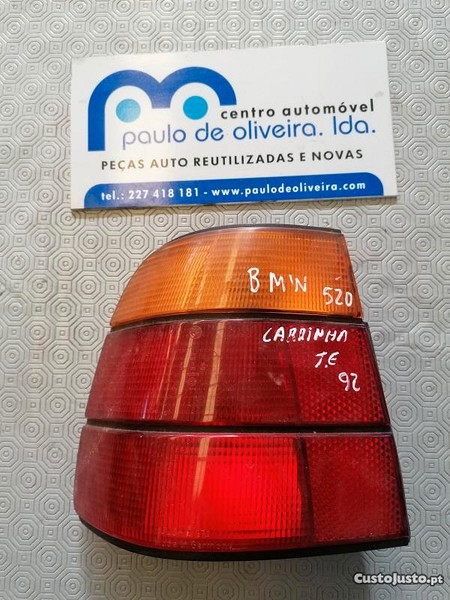 centro automóvel
paulo de oliveira. lda.
PEÇAS AUTO REUTILIZADAS E NOVAS
tel.: 227 418 181 - www.paulodeoliveira.com
BMW 520
CARRINHA
T.E
92
CustoJusto.pt